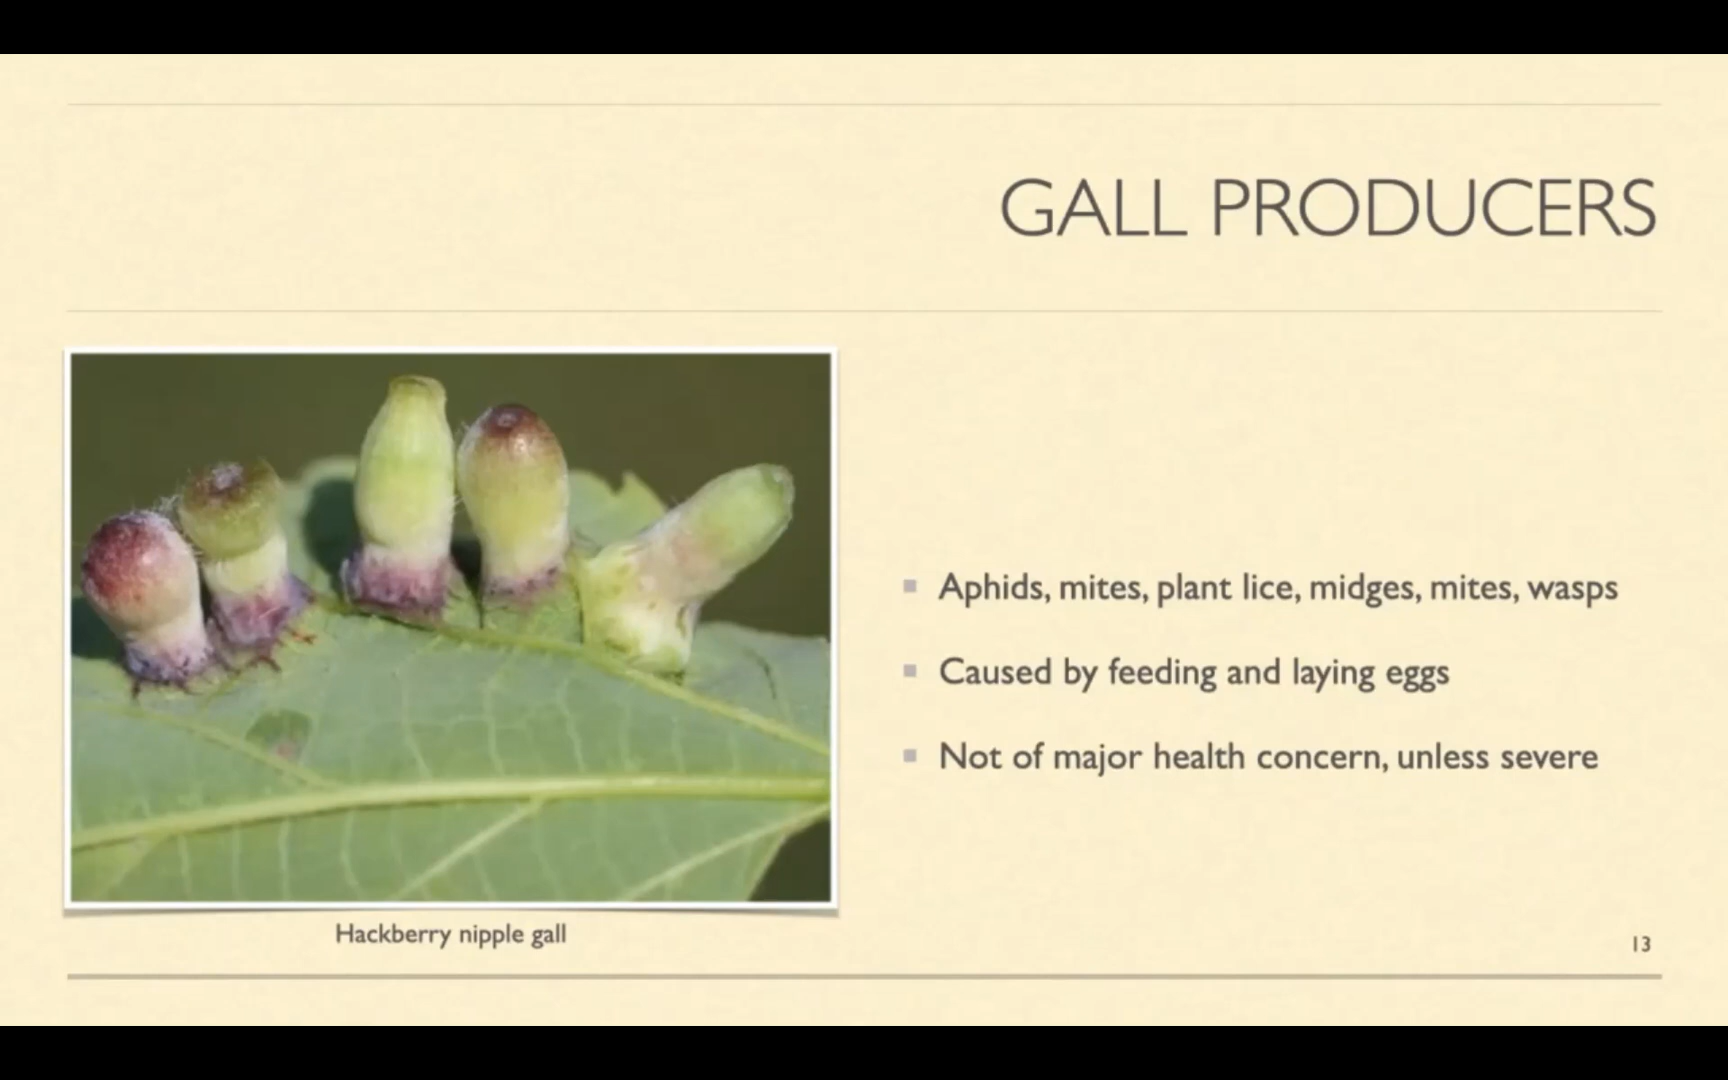 GALL PRODUCERS
Aphids, mites, plant lice, midges, mites, wasps
Caused by feeding and laying eggs
Not of major health concern, unless severe
Hackberry nipple gall
13